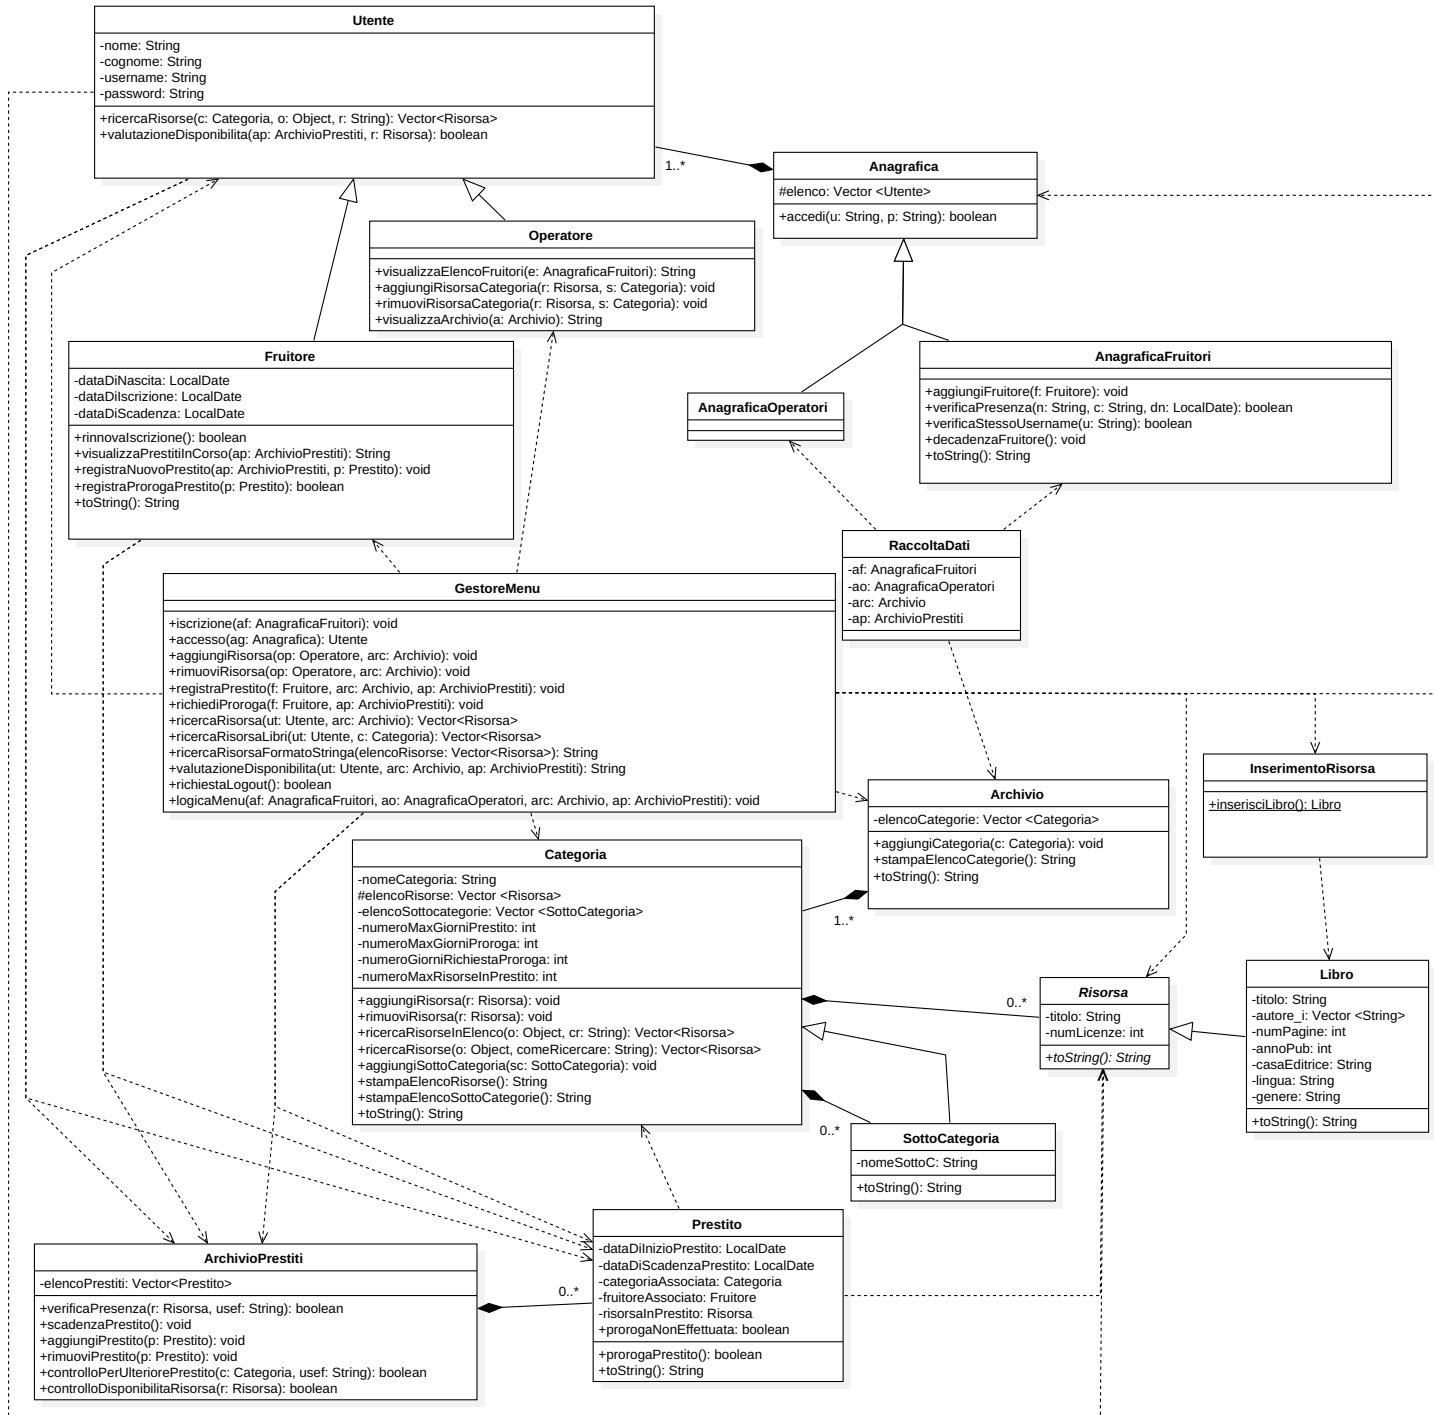 Utente
-nome: String
-cognome: String
-username: String
-password: String
+ricercaRisorse(c: Categoria, o: Object, r: String): Vector<Risorsa>
+valutazioneDisponibilita(ap: ArchivioPrestiti, r: Risorsa): boolean
1..*
Anagrafica
#elenco: Vector <Utente>
+accedi(u: String, p: String): boolean
Operatore
+visualizzaElencoFruitori(e: AnagraficaFruitori): String
+aggiungiRisorsaCategoria(r: Risorsa, s: Categoria): void
+rimuoviRisorsaCategoria(r: Risorsa, s: Categoria): void
+visualizzaArchivio(a: Archivio): String
Fruitore
-dataDiNascita: LocalDate
-dataDiIscrizione: LocalDate
-dataDiScadenza: LocalDate
+rinnovaIscrizione(): boolean
+visualizzaPrestitiInCorso(ap: ArchivioPrestiti): String
+registraNuovoPrestito(ap: ArchivioPrestiti, p: Prestito): void
+registraProrogaPrestito(p: Prestito): boolean
+toString(): String
AnagraficaOperatori
AnagraficaFruitori
+aggiungiFruitore(f: Fruitore): void
+verificaPresenza(n: String, c: String, dn: LocalDate): boolean
+verificaStessoUsername(u: String): boolean
+decadenzaFruitore(): void
+toString(): String
RaccoltaDati
-af: AnagraficaFruitori
-ao: AnagraficaOperatori
-arc: Archivio
-ap: ArchivioPrestiti
GestoreMenu
+iscrizione(af: AnagraficaFruitori): void
+accesso(ag: Anagrafica): Utente
+aggiungiRisorsa(op: Operatore, arc: Archivio): void
+rimuoviRisorsa(op: Operatore, arc: Archivio): void
+registraPrestito(f: Fruitore, arc: Archivio, ap: ArchivioPrestiti): void
+richiediProroga(f: Fruitore, ap: ArchivioPrestiti): void
+ricercaRisorsa(ut: Utente, arc: Archivio): Vector<Risorsa>
+ricercaRisorsaLibri(ut: Utente, c: Categoria): Vector<Risorsa>
+ricercaRisorsaFormatoStringa(elencoRisorse: Vector<Risorsa>): String
+valutazioneDisponibilita(ut: Utente, arc: Archivio, ap: ArchivioPrestiti): String
+richiestaLogout(): boolean
+logicaMenu(af: AnagraficaFruitori, ao: AnagraficaOperatori, arc: Archivio, ap: ArchivioPrestiti): void
InserimentoRisorsa
+inserisciLibro(): Libro
Archivio
-elencoCategorie: Vector <Categoria>
+aggiungiCategoria(c: Categoria): void
+stampaElencoCategorie(): String
+toString(): String
Categoria
-nomeCategoria: String
#elencoRisorse: Vector <Risorsa>
-elencoSottocategorie: Vector <SottoCategoria>
-numeroMaxGiorniPrestito: int
-numeroMaxGiorniProroga: int
-numeroGiorniRichiestaProroga: int
-numeroMaxRisorseInPrestito: int
+aggiungiRisorsa(r: Risorsa): void
+rimuoviRisorsa(r: Risorsa): void
+ricercaRisorseInElenco(o: Object, cr: String): Vector<Risorsa>
+ricercaRisorse(o: Object, comeRicercare: String): Vector<Risorsa>
+aggiungiSottoCategoria(sc: SottoCategoria): void
+stampaElencoRisorse(): String
+stampaElencoSottoCategorie(): String
+toString(): String
1..*
0..*
0..*
Risorsa
-titolo: String
-numLicenze: int
+toString(): String
Libro
-titolo: String
-autore_i: Vector <String>
-numPagine: int
-annoPub: int
-casaEditrice: String
-lingua: String
-genere: String
+toString(): String
SottoCategoria
-nomeSottoC: String
+toString(): String
Prestito
-dataDiInizioPrestito: LocalDate
-dataDiScadenzaPrestito: LocalDate
-categoriaAssociata: Categoria
-fruitoreAssociato: Fruitore
-risorsaInPrestito: Risorsa
+prorogaNonEffettuata: boolean
+prorogaPrestito(): boolean
+toString(): String
0..*
ArchivioPrestiti
-elencoPrestiti: Vector<Prestito>
+verificaPresenza(r: Risorsa, usef: String): boolean
+scadenzaPrestito(): void
+aggiungiPrestito(p: Prestito): void
+rimuoviPrestito(p: Prestito): void
+controlloPerUlteriorePrestito(c: Categoria, usef: String): boolean
+controlloDisponibilitaRisorsa(r: Risorsa): boolean